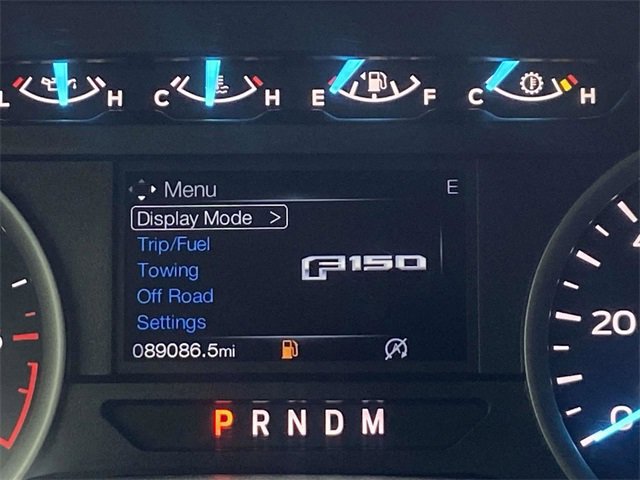 L H C H E F C H
Menu E
Display Mode >
Trip/Fuel
F150
Towing
Off Road
Settings
089086.5mi
20
0
P R N D M